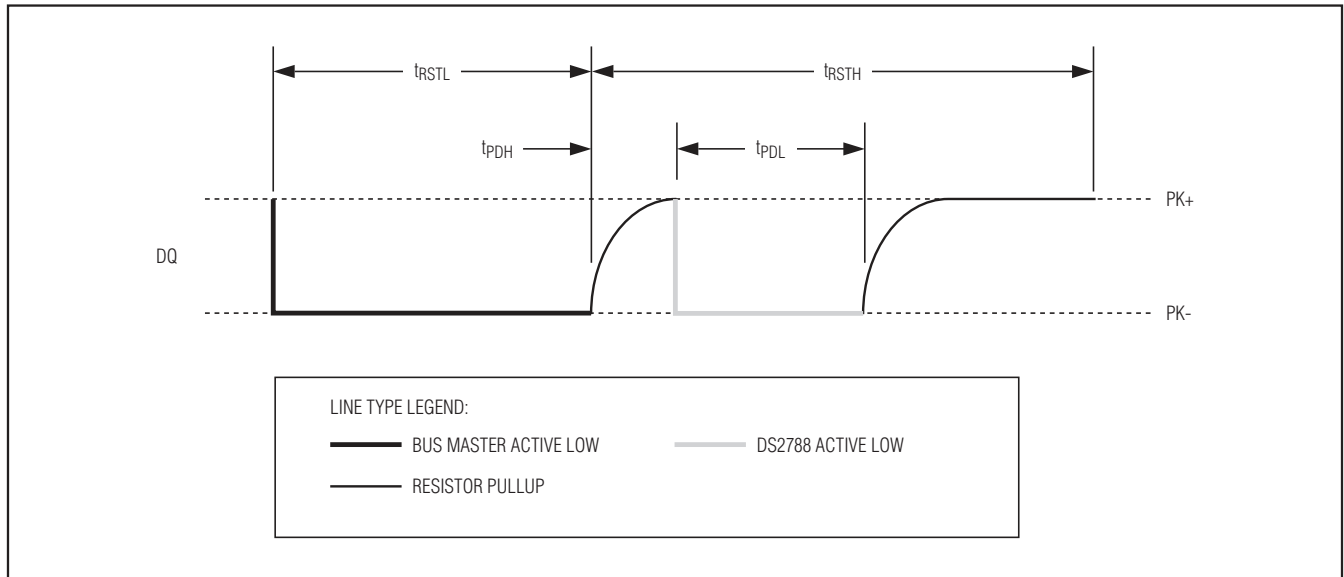 tRSTL
tRSTH
tPDH
tPDL
PK+
DQ
PK-
LINE TYPE LEGEND:
BUS MASTER ACTIVE LOW
DS2788 ACTIVE LOW
RESISTOR PULLUP